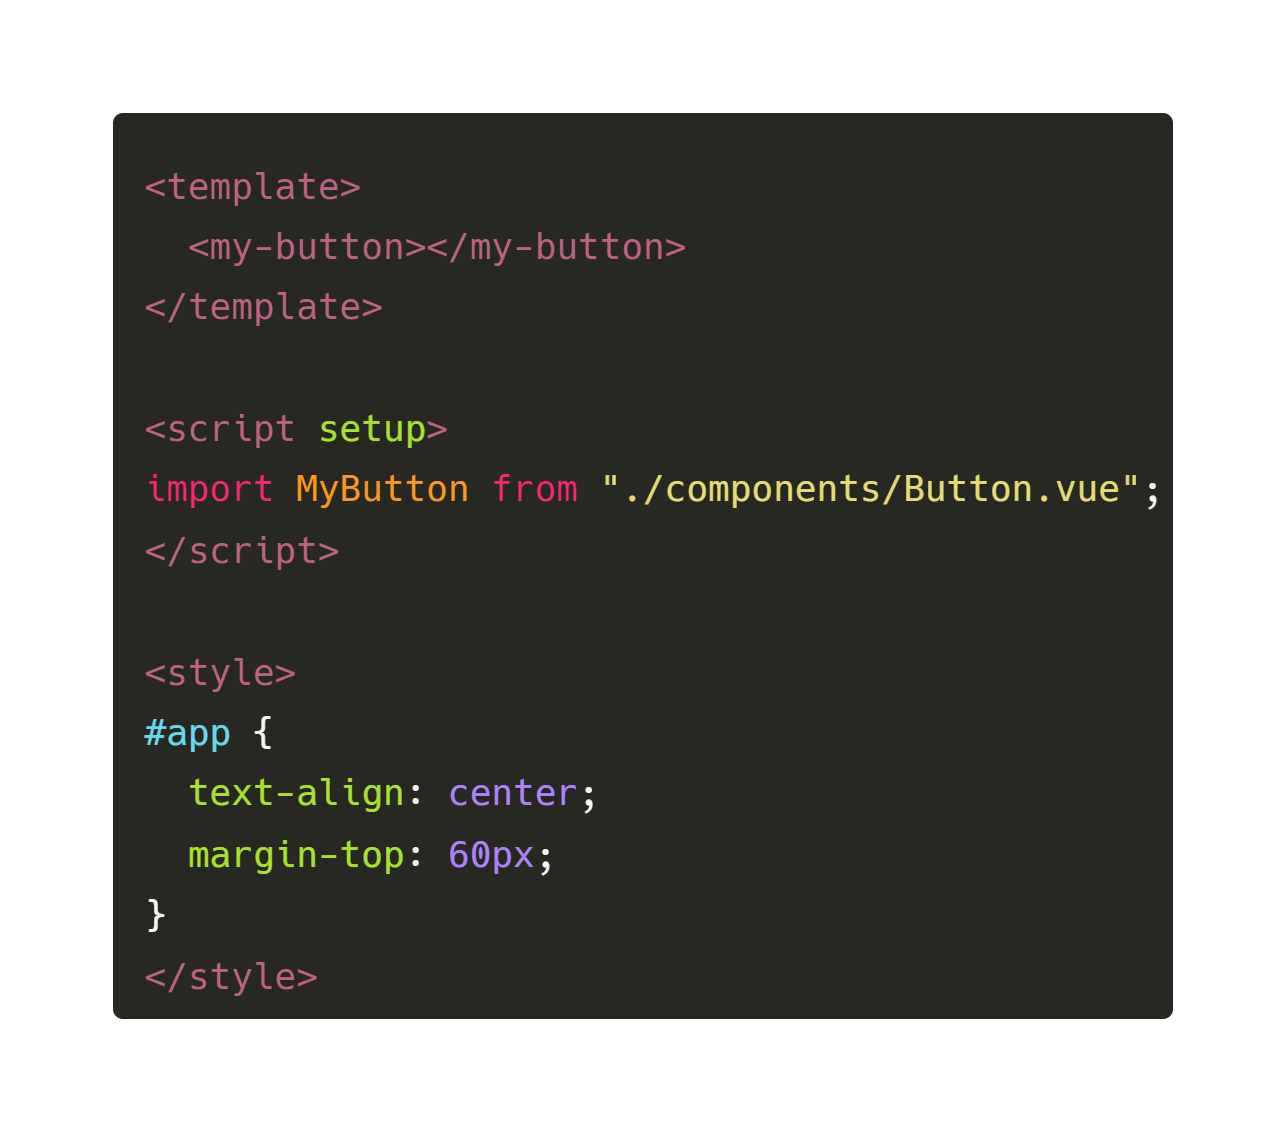 <template>
  <my-button></my-button>
</template>

<script setup>
import MyButton from "./components/Button.vue";
</script>

<style>
#app {
  text-align: center;
  margin-top: 60px;
}
</style>